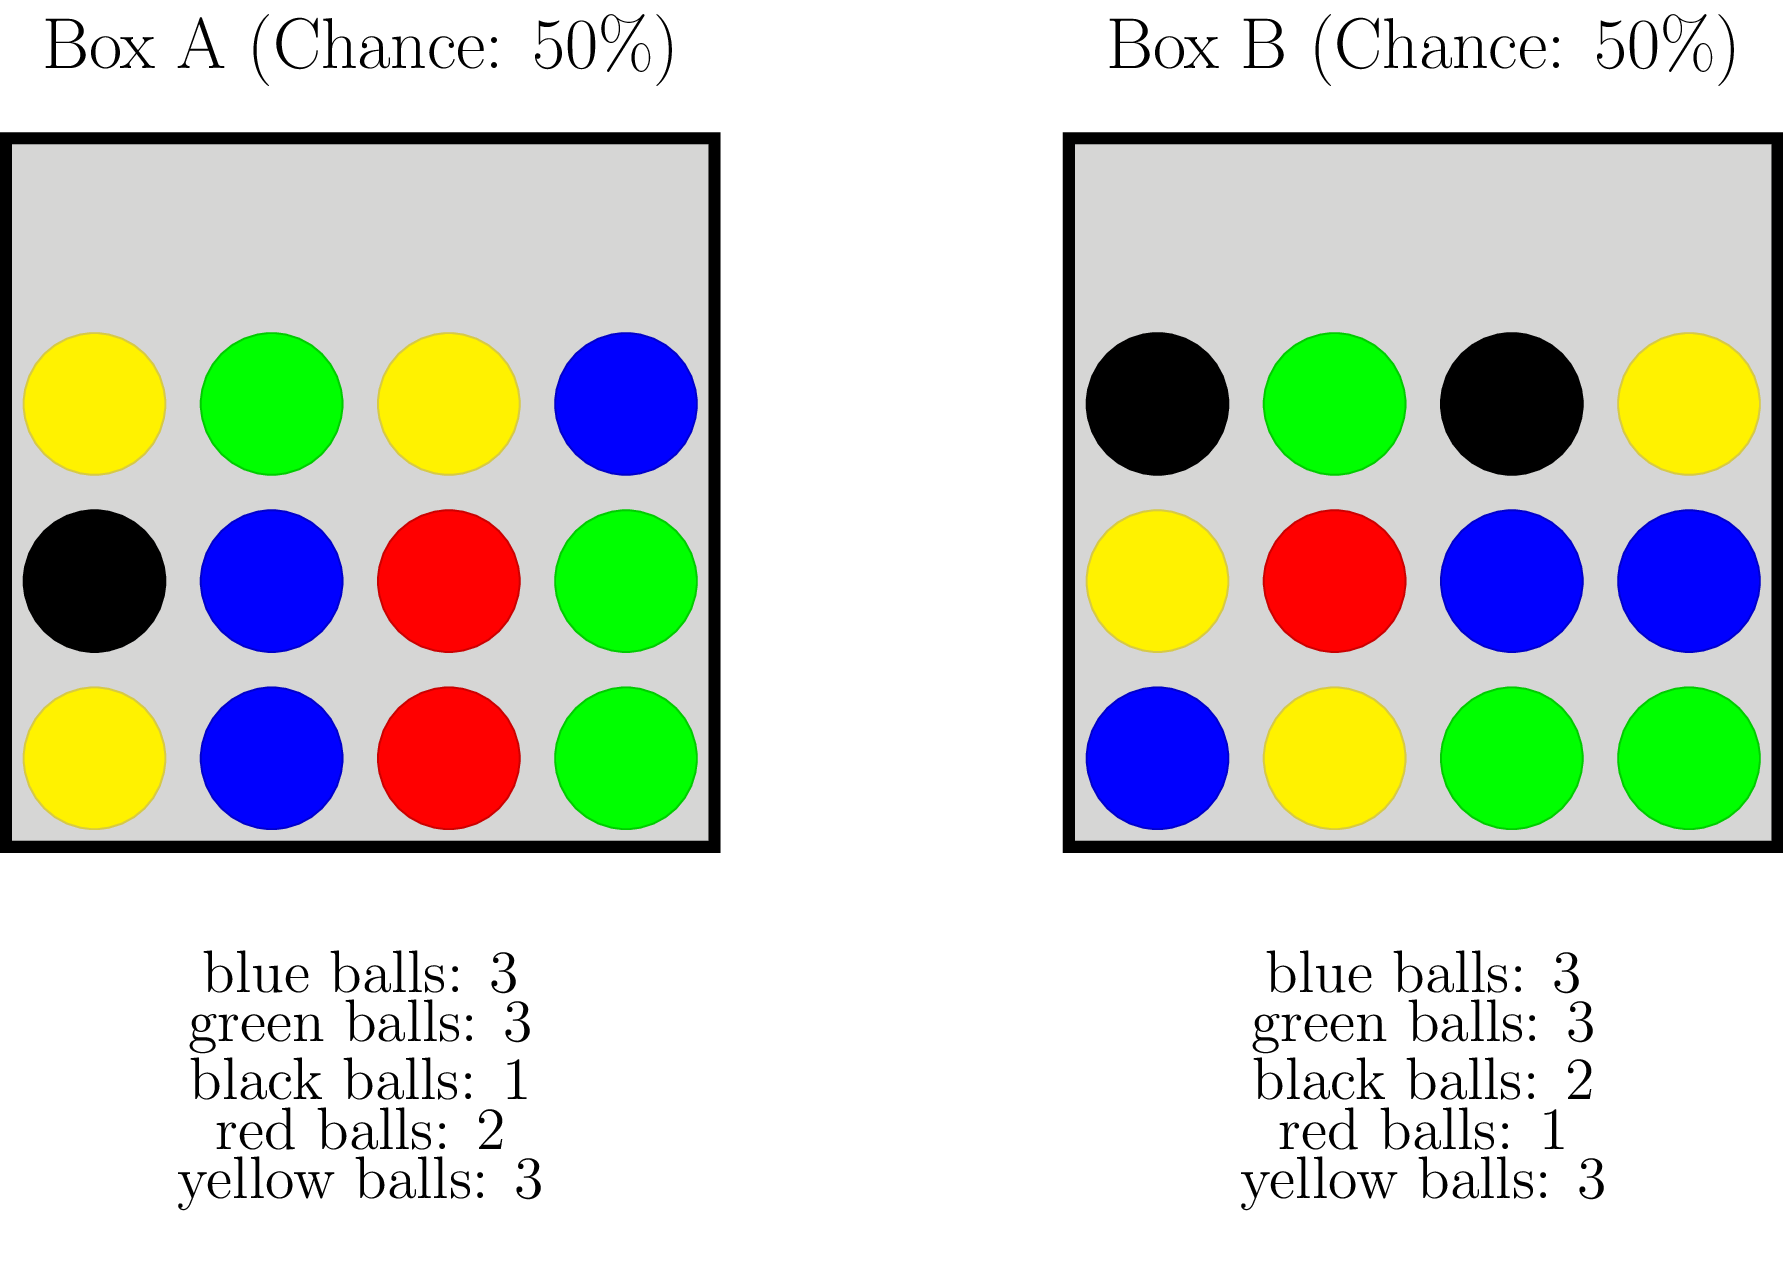 Box A (Chance: 50%)
Box B (Chance: 50%)
blue balls: 3
green balls: 3
black balls: 1
red balls: 2
yellow balls: 3
blue balls: 3
green balls: 3
black balls: 2
red balls: 1
yellow balls: 3